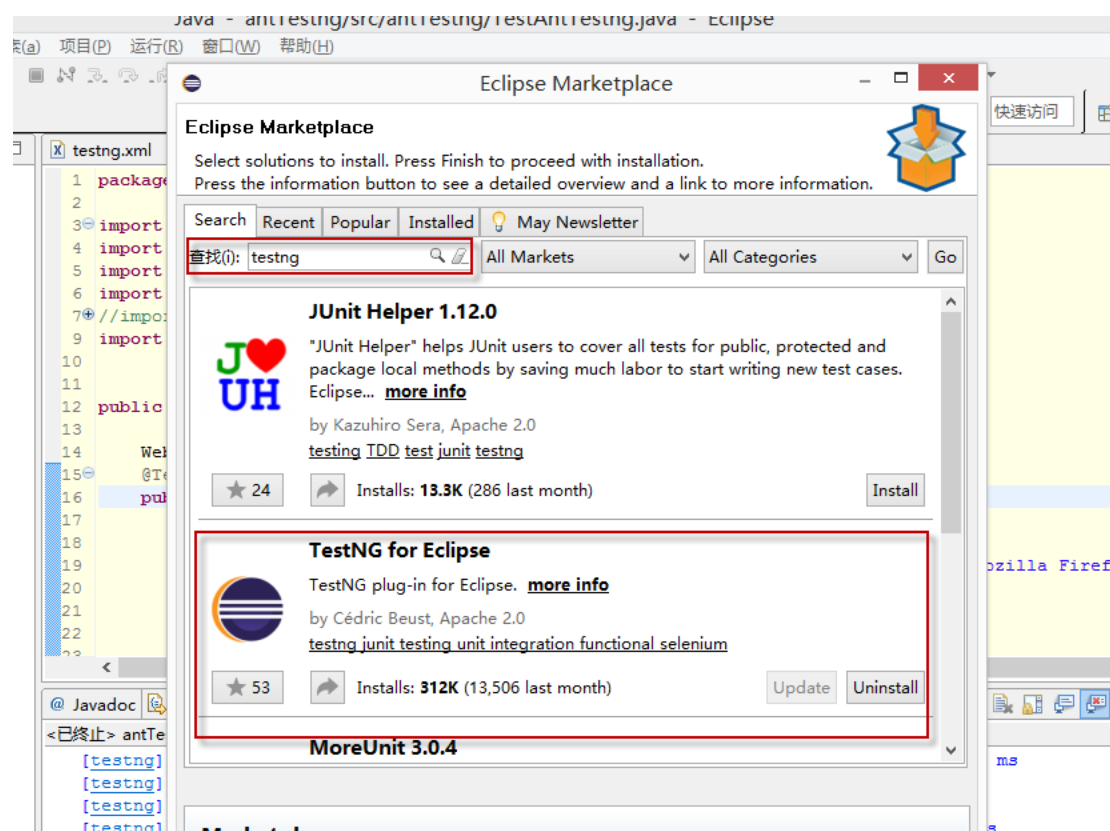 Java - antTestng/src/antTestng/TestAntTestng.java - Eclipse
(a) 项目(P) 运行(R) 窗口(W) 帮助(H)
Eclipse Marketplace
快速访问
Eclipse Marketplace
Select solutions to install. Press Finish to proceed with installation.
Press the information button to see a detailed overview and a link to more information.
testng.xml
Search Recent Popular Installed May Newsletter
查找(i): testng All Markets All Categories Go
1 package
2
3 import
4 import
5 import
6 import
7 //impo
9 import
10
11
12 public
13
14 We
15 @Te
16 pu
17
18
19 ozilla Firef
20
21
22
23
JUnit Helper 1.12.0
"JUnit Helper" helps JUnit users to cover all tests for public, protected and
package local methods by saving much labor to start writing new test cases.
Eclipse... more info
by Kazuhiro Sera, Apache 2.0
testing TDD test junit testng
24 Installs: 13.3K (286 last month) Install
TestNG for Eclipse
TestNG plug-in for Eclipse. more info
by Cédric Beust, Apache 2.0
testng junit testing unit integration functional selenium
53 Installs: 312K (13,506 last month) Update Uninstall
MoreUnit 3.0.4
@ Javadoc
<已终止> antTe
[testng] ms
[testng]
[testng]
[testng] s